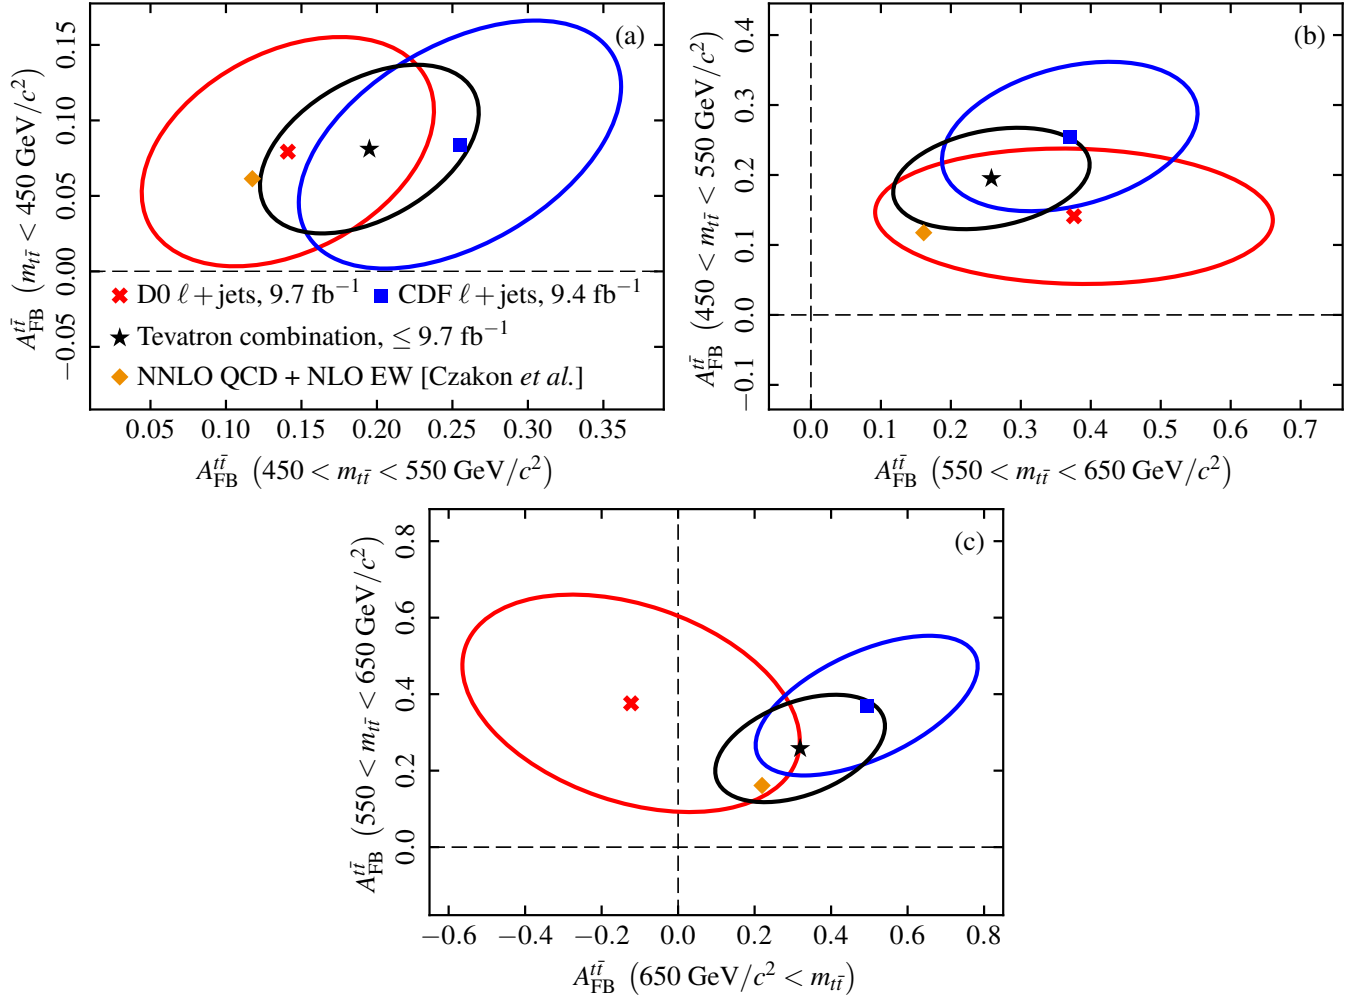 (a)
0.15
0.10
0.05
0.00
−0.05
A_FB^{tt̄} (m_{tt̄} < 450 GeV/c²)
D0 ℓ+jets, 9.7 fb⁻¹ CDF ℓ+jets, 9.4 fb⁻¹
Tevatron combination, ≤ 9.7 fb⁻¹
NNLO QCD + NLO EW [Czakon et al.]
0.05 0.10 0.15 0.20 0.25 0.30 0.35
A_FB^{tt̄} (450 < m_{tt̄} < 550 GeV/c²)
(b)
0.4
0.3
0.2
0.1
0.0
−0.1
A_FB^{tt̄} (450 < m_{tt̄} < 550 GeV/c²)
0.0 0.1 0.2 0.3 0.4 0.5 0.6 0.7
A_FB^{tt̄} (550 < m_{tt̄} < 650 GeV/c²)
(c)
0.8
0.6
0.4
0.2
0.0
A_FB^{tt̄} (550 < m_{tt̄} < 650 GeV/c²)
−0.6 −0.4 −0.2 0.0 0.2 0.4 0.6 0.8
A_FB^{tt̄} (650 GeV/c² < m_{tt̄})